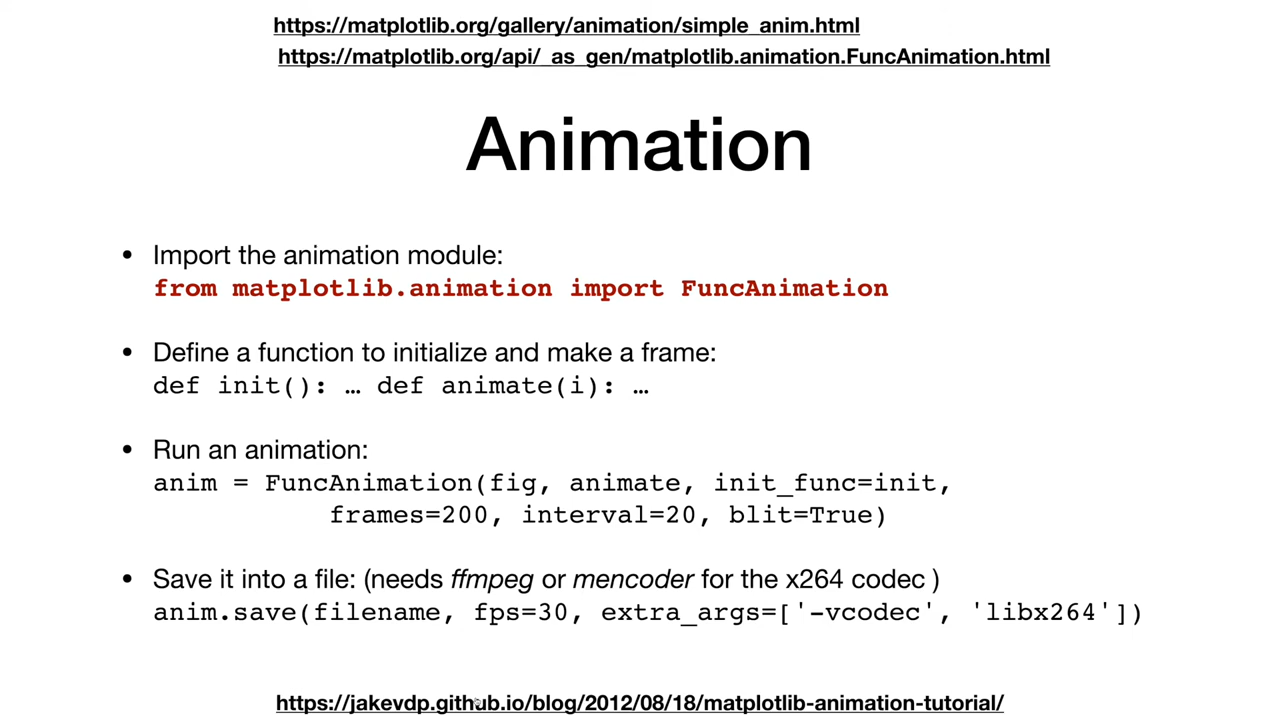 https://matplotlib.org/gallery/animation/simple_anim.html
https://matplotlib.org/api/_as_gen/matplotlib.animation.FuncAnimation.html
Animation
• Import the animation module:
from matplotlib.animation import FuncAnimation
• Define a function to initialize and make a frame:
def init(): … def animate(i): …
• Run an animation:
anim = FuncAnimation(fig, animate, init_func=init,
frames=200, interval=20, blit=True)
• Save it into a file: (needs ffmpeg or mencoder for the x264 codec )
anim.save(filename, fps=30, extra_args=['-vcodec', 'libx264'])
https://jakevdp.github.io/blog/2012/08/18/matplotlib-animation-tutorial/